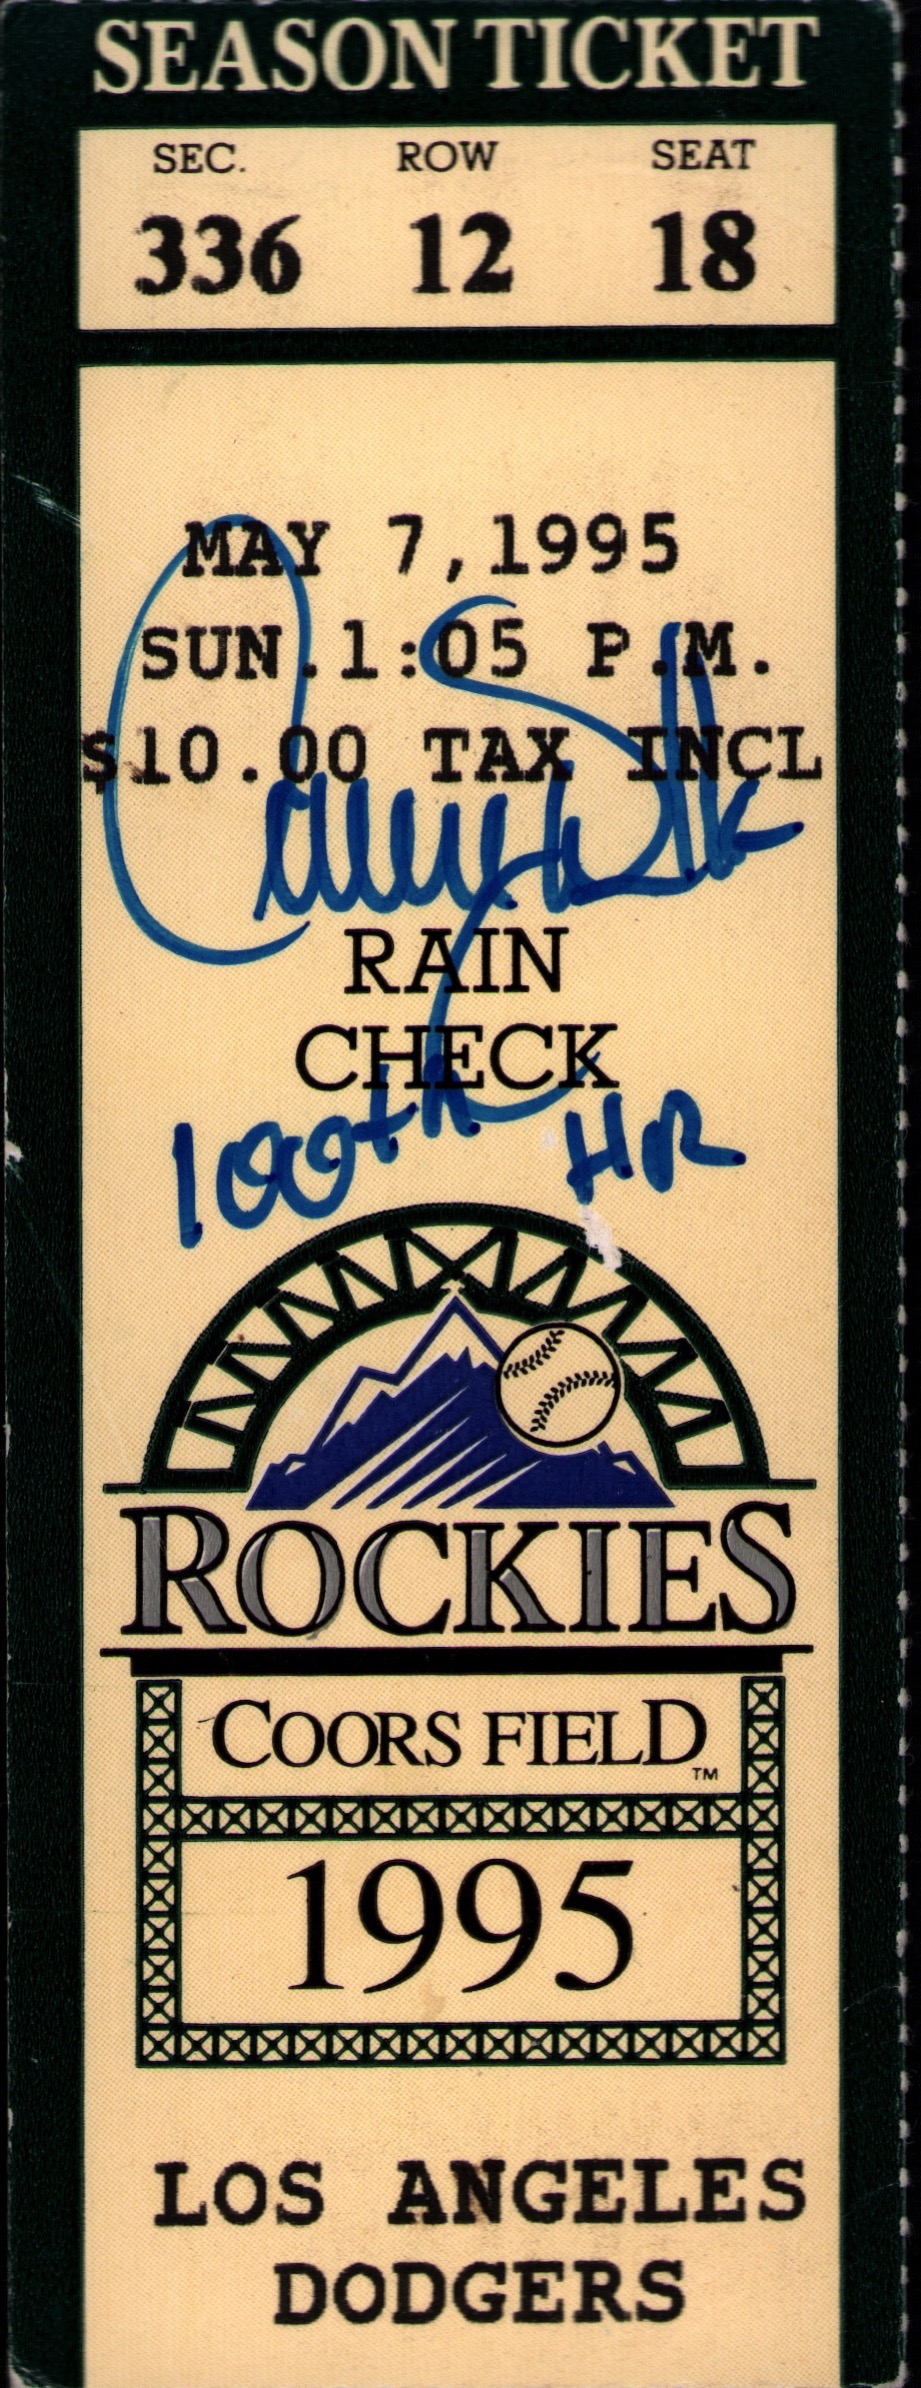 SEASON TICKET
SEC. ROW SEAT
336 12 18
MAY 7,1995
SUN.1:05 P.M.
$10.00 TAX INCL
RAIN
CHECK
100th HR
ROCKIES
COORS FIELD™
1995
LOS ANGELES
DODGERS